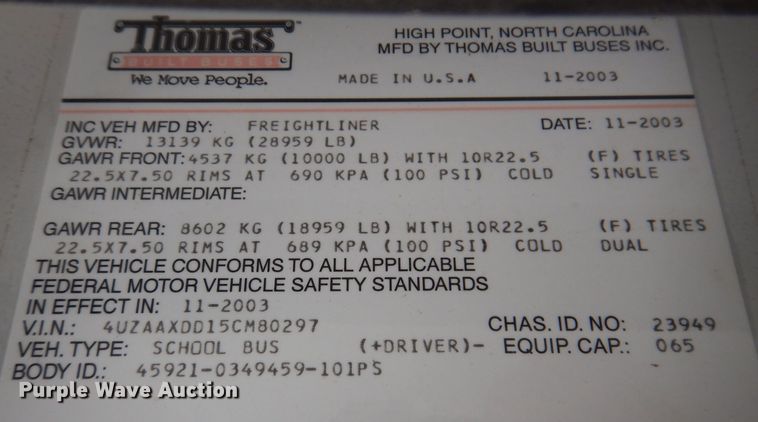 Thomas
BUILT BUSES
We Move People.
HIGH POINT, NORTH CAROLINA
MFD BY THOMAS BUILT BUSES INC.
MADE IN U.S.A 11-2003
INC VEH MFD BY: FREIGHTLINER DATE: 11-2003
GVWR: 13139 KG (28959 LB)
GAWR FRONT: 4537 KG (10000 LB) WITH 10R22.5 (F) TIRES
22.5X7.50 RIMS AT 690 KPA (100 PSI) COLD SINGLE
GAWR INTERMEDIATE:
GAWR REAR: 8602 KG (18959 LB) WITH 10R22.5 (F) TIRES
22.5X7.50 RIMS AT 689 KPA (100 PSI) COLD DUAL
THIS VEHICLE CONFORMS TO ALL APPLICABLE
FEDERAL MOTOR VEHICLE SAFETY STANDARDS
IN EFFECT IN: 11-2003
V.I.N.: 4UZAAXDD15CM80297 CHAS. ID. NO: 23949
VEH. TYPE: SCHOOL BUS (+DRIVER)- EQUIP. CAP.: 065
BODY ID.: 45921-0349459-101PS
Purple Wave Auction